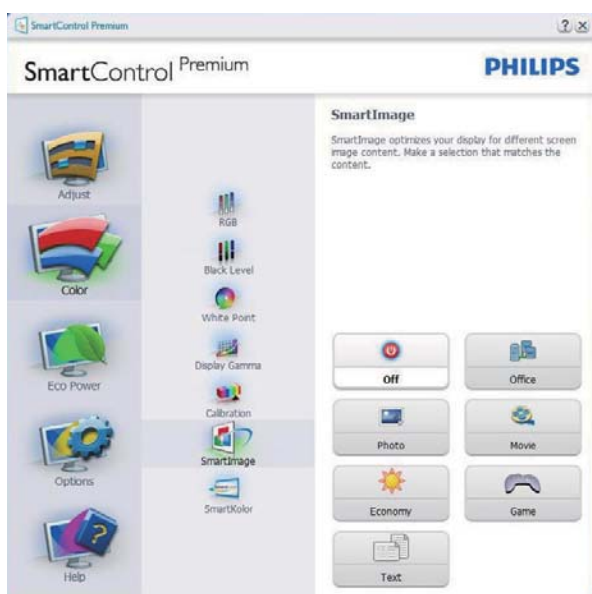 SmartControl Premium
SmartControl Premium
PHILIPS
Adjust
Color
Eco Power
Options
Help
RGB
Black Level
White Point
Display Gamma
Calibration
SmartImage
SmartKolor
SmartImage
SmartImage optimizes your display for different screen
image content. Make a selection that matches the
content.
Off
Office
Photo
Movie
Economy
Game
Text